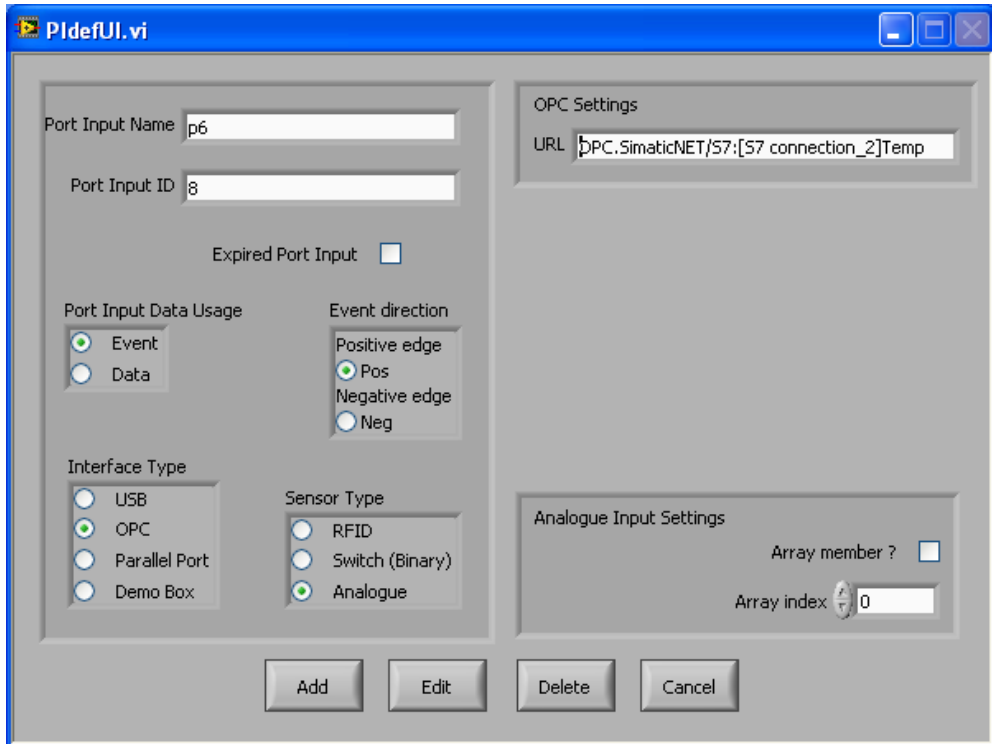 PIdefUI.vi
Port Input Name p6
Port Input ID 8
Expired Port Input
Port Input Data Usage
Event
Data
Event direction
Positive edge
Pos
Negative edge
Neg
Interface Type
USB
OPC
Parallel Port
Demo Box
Sensor Type
RFID
Switch (Binary)
Analogue
OPC Settings
URL OPC.SimaticNET/S7:[S7 connection_2]Temp
Analogue Input Settings
Array member ?
Array index 0
Add Edit Delete Cancel